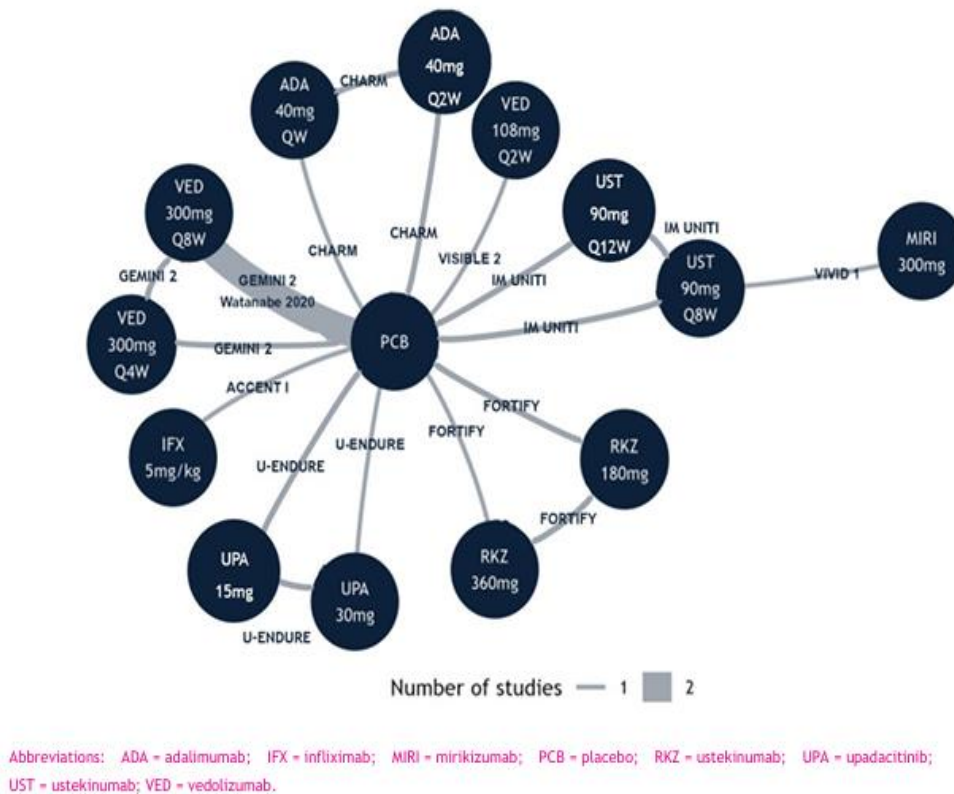 ADA
40mg
Q2W
CHARM
ADA
40mg
QW
VED
108mg
Q2W
VED
300mg
Q8W
UST
90mg
Q12W
IM UNITI
MIRI
300mg
CHARM
CHARM
VISIBLE 2
UST
90mg
Q8W
VIVID 1
GEMINI 2
GEMINI 2
Watanabe 2020
IM UNITI
IM UNITI
VED
300mg
Q4W
GEMINI 2
PCB
ACCENT I
IFX
5mg/kg
U-ENDURE
U-ENDURE
FORTIFY
FORTIFY
RKZ
180mg
FORTIFY
UPA
15mg
UPA
30mg
RKZ
360mg
U-ENDURE
Number of studies 1 2
Abbreviations: ADA = adalimumab; IFX = infliximab; MIRI = mirikizumab; PCB = placebo; RKZ = ustekinumab; UPA = upadacitinib;
UST = ustekinumab; VED = vedolizumab.